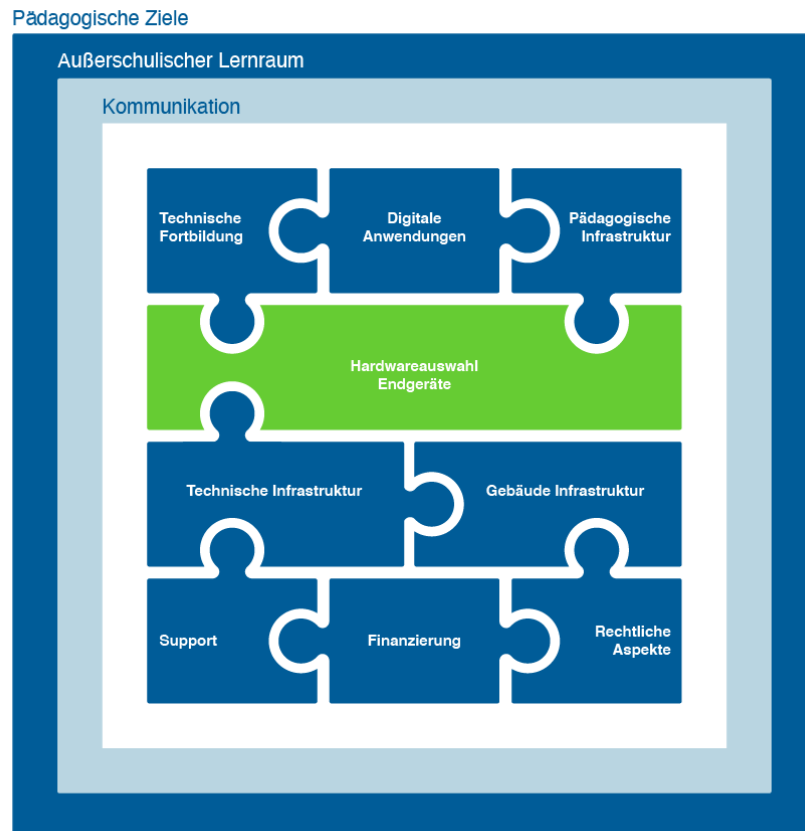 Pädagogische Ziele
Außerschulischer Lernraum
Kommunikation
Technische
Fortbildung
Digitale
Anwendungen
Pädagogische
Infrastruktur
Hardwareauswahl
Endgeräte
Technische Infrastruktur
Gebäude Infrastruktur
Support
Finanzierung
Rechtliche
Aspekte